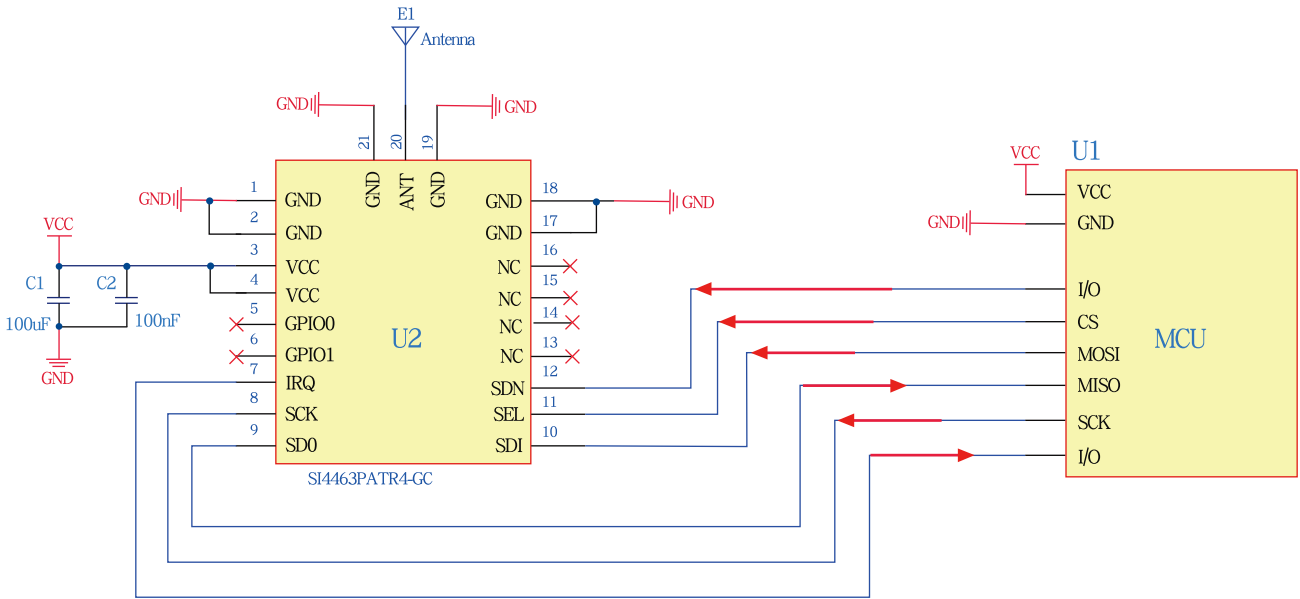 E1
Antenna
GND
GND
21
20
19
GND
ANT
GND
U1
VCC
VCC
GND
GND
1
GND
2
GND
VCC
3
VCC
4
VCC
C1
C2
100uF
100nF
GND
5
GPIO0
6
GPIO1
7
IRQ
8
SCK
9
SD0
U2
18
GND
GND
17
GND
16
NC
15
NC
14
NC
13
NC
12
SDN
11
SEL
10
SDI
SI4463PATR4-GC
I/O
CS
MOSI
MISO
SCK
I/O
MCU